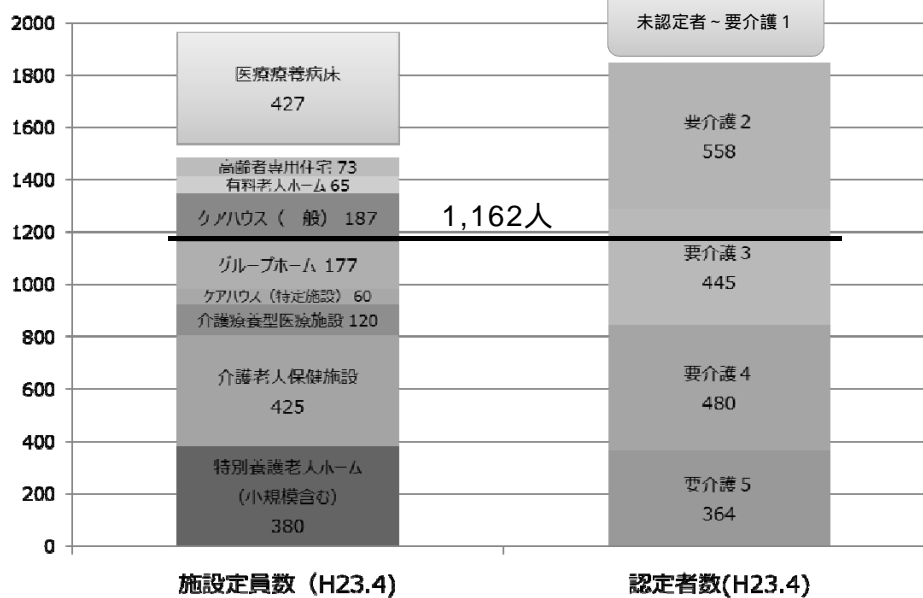 2000
1800
1600
1400
1200
1000
800
600
400
200
0
医療療養病床
427
高齢者専用住宅 73
有料老人ホーム 65
ケアハウス（一般）187
グループホーム 177
ケアハウス（特定施設）60
介護療養型医療施設 120
介護老人保健施設
425
特別養護老人ホーム
(小規模含む)
380
1,162人
未認定者~要介護1
要介護2
558
要介護3
445
要介護4
480
要介護5
364
施設定員数（H23.4)
認定者数(H23.4)